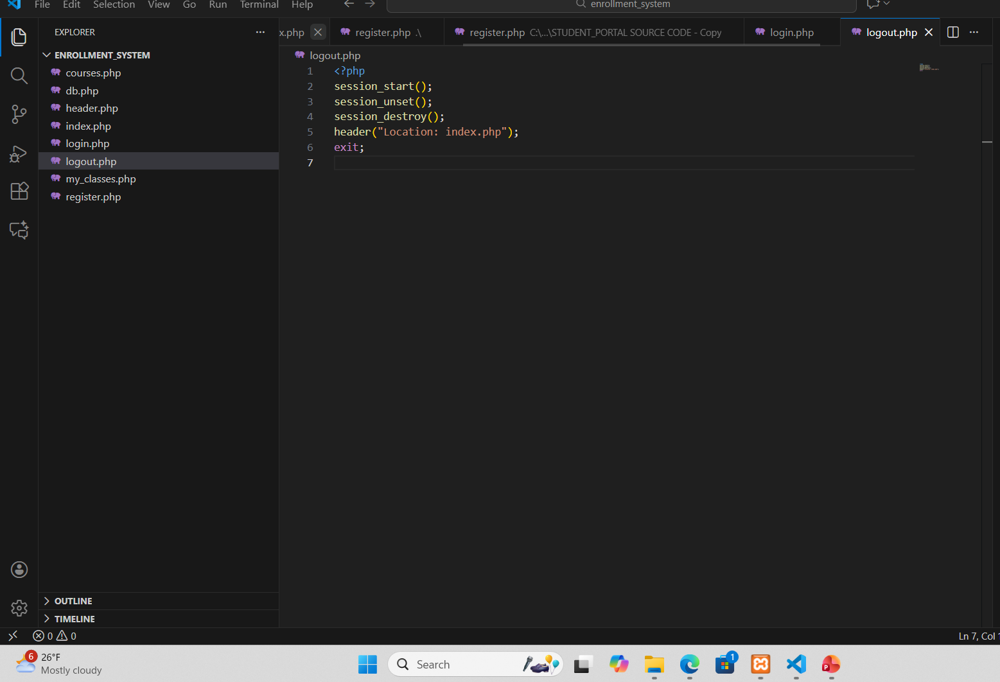 File Edit Selection View Go Run Terminal Help
enrollment_system
EXPLORER
x.php
register.php .\
register.php C:\...\STUDENT_PORTAL SOURCE CODE - Copy
login.php
logout.php
ENROLLMENT_SYSTEM
courses.php
db.php
header.php
index.php
login.php
logout.php
my_classes.php
register.php
logout.php
1 <?php
2 session_start();
3 session_unset();
4 session_destroy();
5 header("Location: index.php");
6 exit;
7
OUTLINE
TIMELINE
0 0
Ln 7, Col 1
6
26°F
Mostly cloudy
Search
1
P